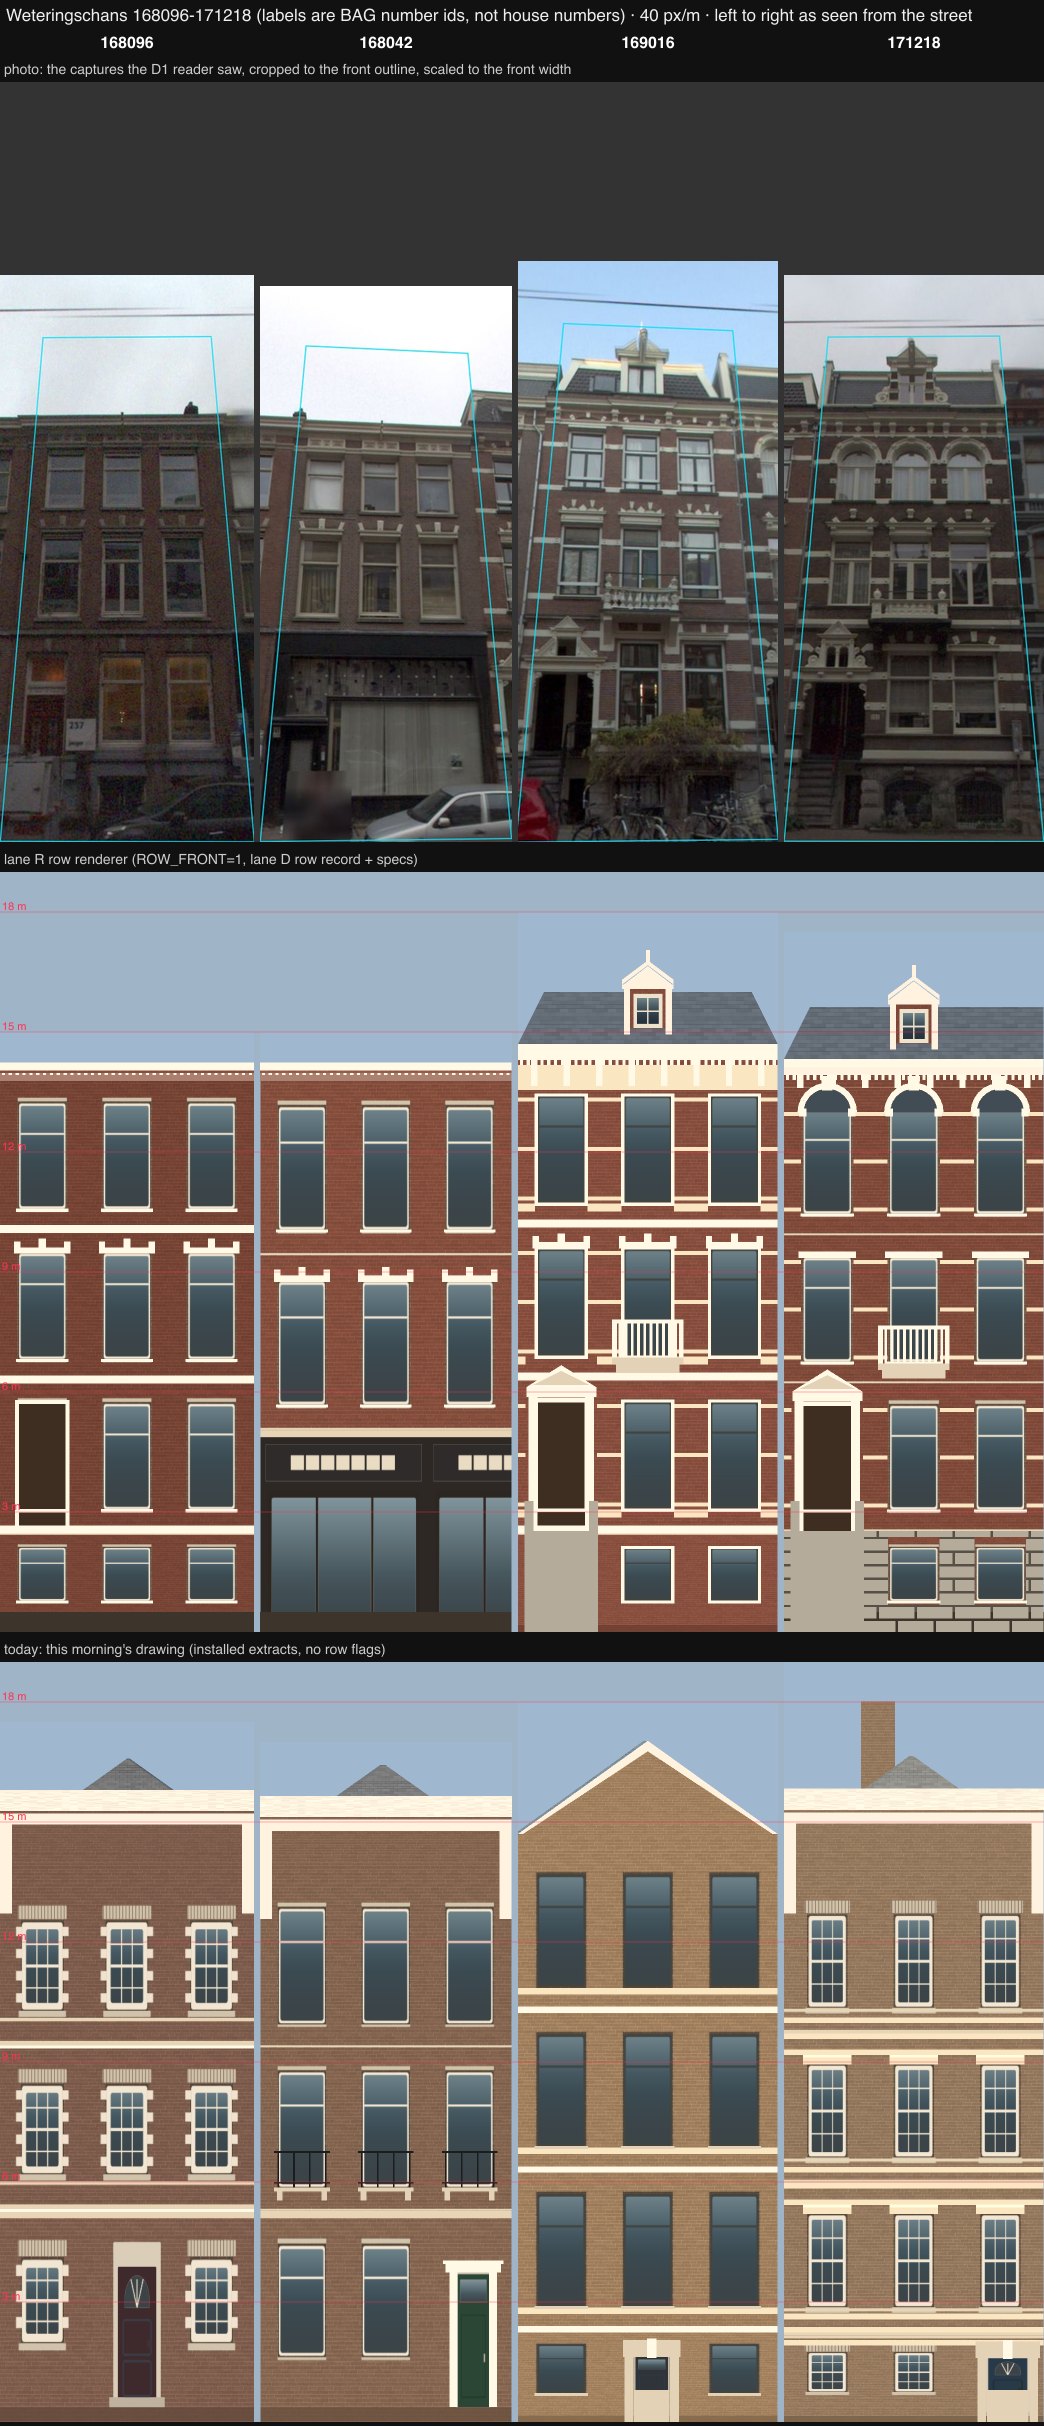 Weteringschans 168096-171218 (labels are BAG number ids, not house numbers) · 40 px/m · left to right as seen from the street
168096 168042 169016 171218
photo: the captures the D1 reader saw, cropped to the front outline, scaled to the front width
237
lane R row renderer (ROW_FRONT=1, lane D row record + specs)
18 m
15 m
12 m
9 m
6 m
3 m
today: this morning's drawing (installed extracts, no row flags)
18 m
15 m
12 m
9 m
6 m
3 m